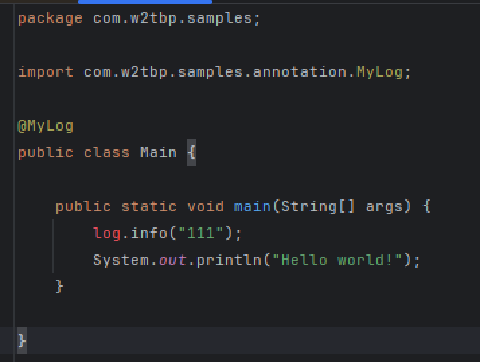 package com.w2tbp.samples;
import com.w2tbp.samples.annotation.MyLog;
@MyLog
public class Main {
public static void main(String[] args) {
log.info("111");
System.out.println("Hello world!");
}
}